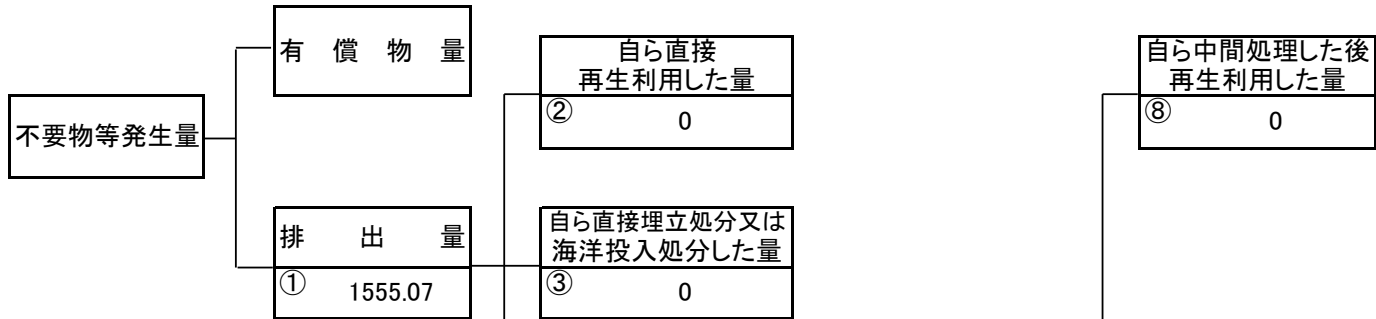 有償物量
自ら直接
再生利用した量
② 0
自ら中間処理した後
再生利用した量
⑧ 0
不要物等発生量
排出量
① 1555.07
自ら直接埋立処分又は
海洋投入処分した量
③ 0